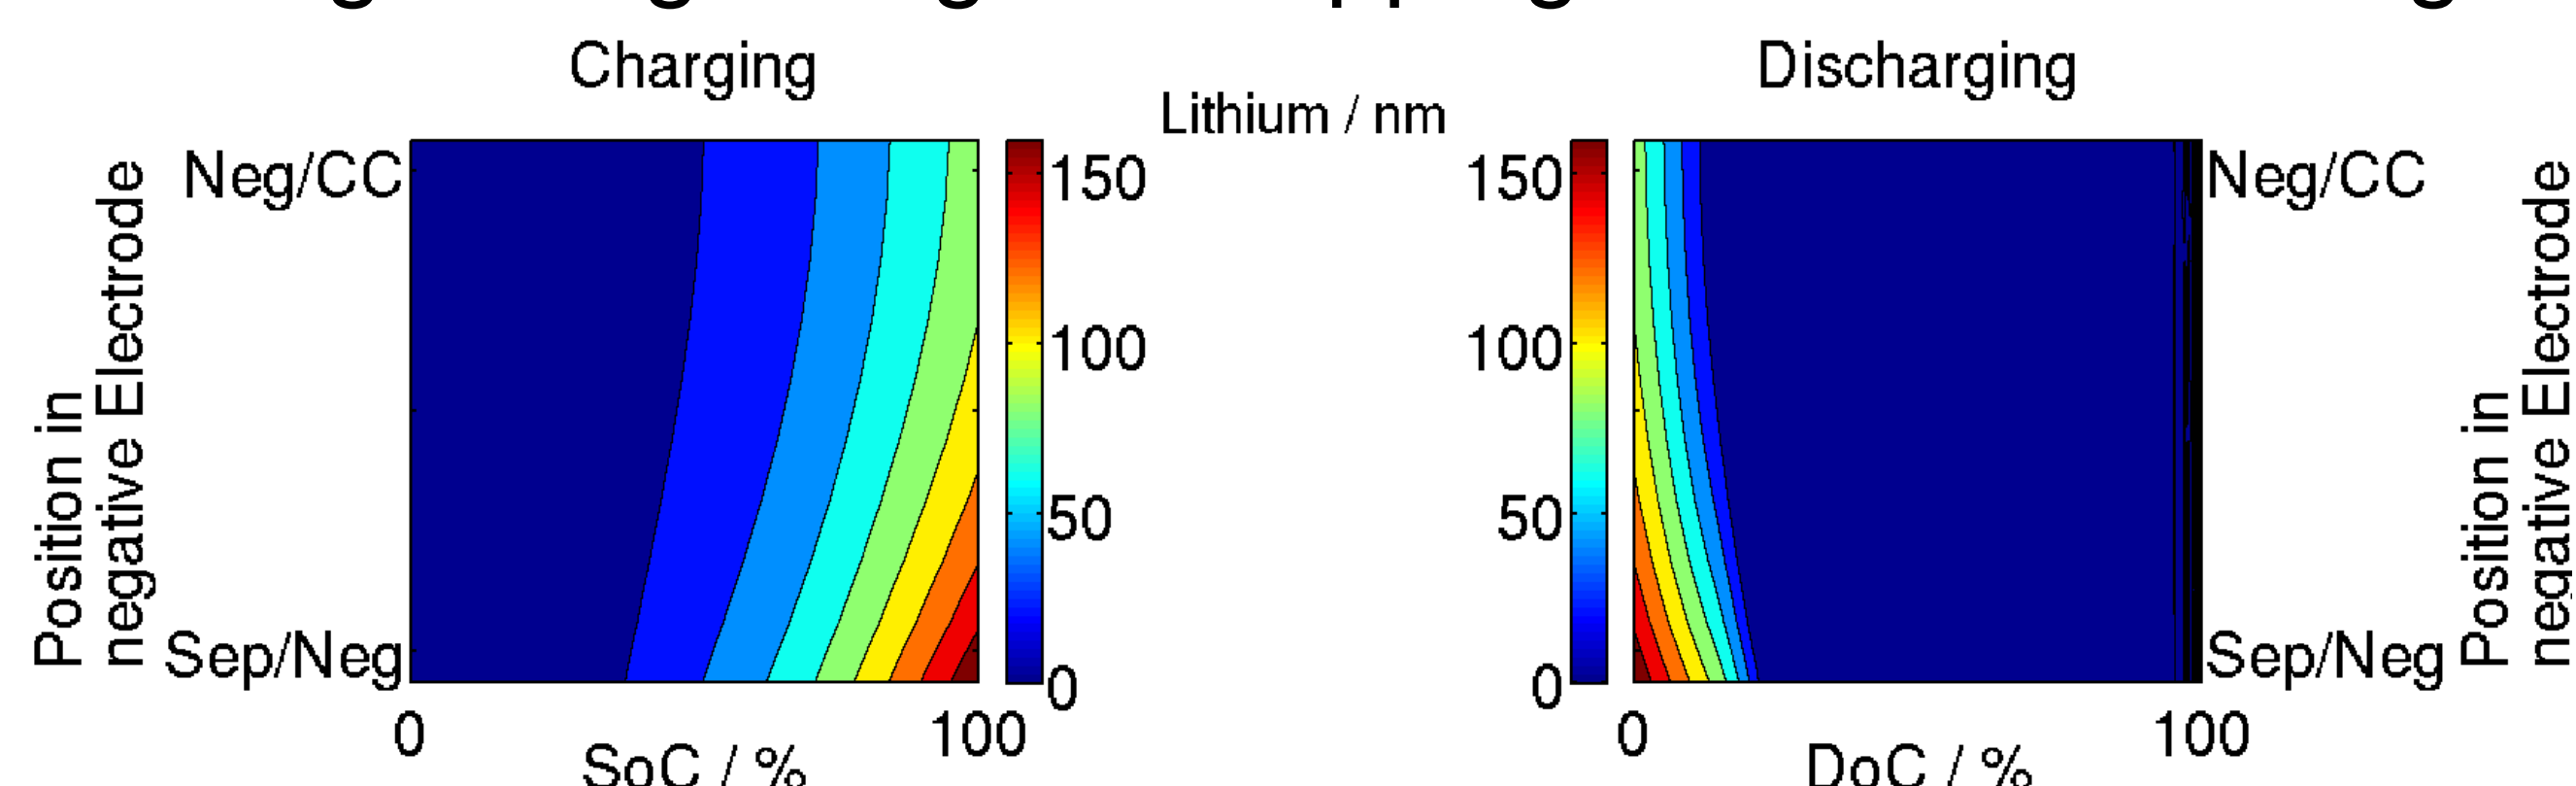 Charging
Discharging
Lithium / nm
Position in
negative Electrode
Neg/CC
Sep/Neg
0
100
SoC / %
150
100
50
0
150
100
50
0
Neg/CC
Sep/Neg
0
100
DoC / %
Position in
negative Electrode